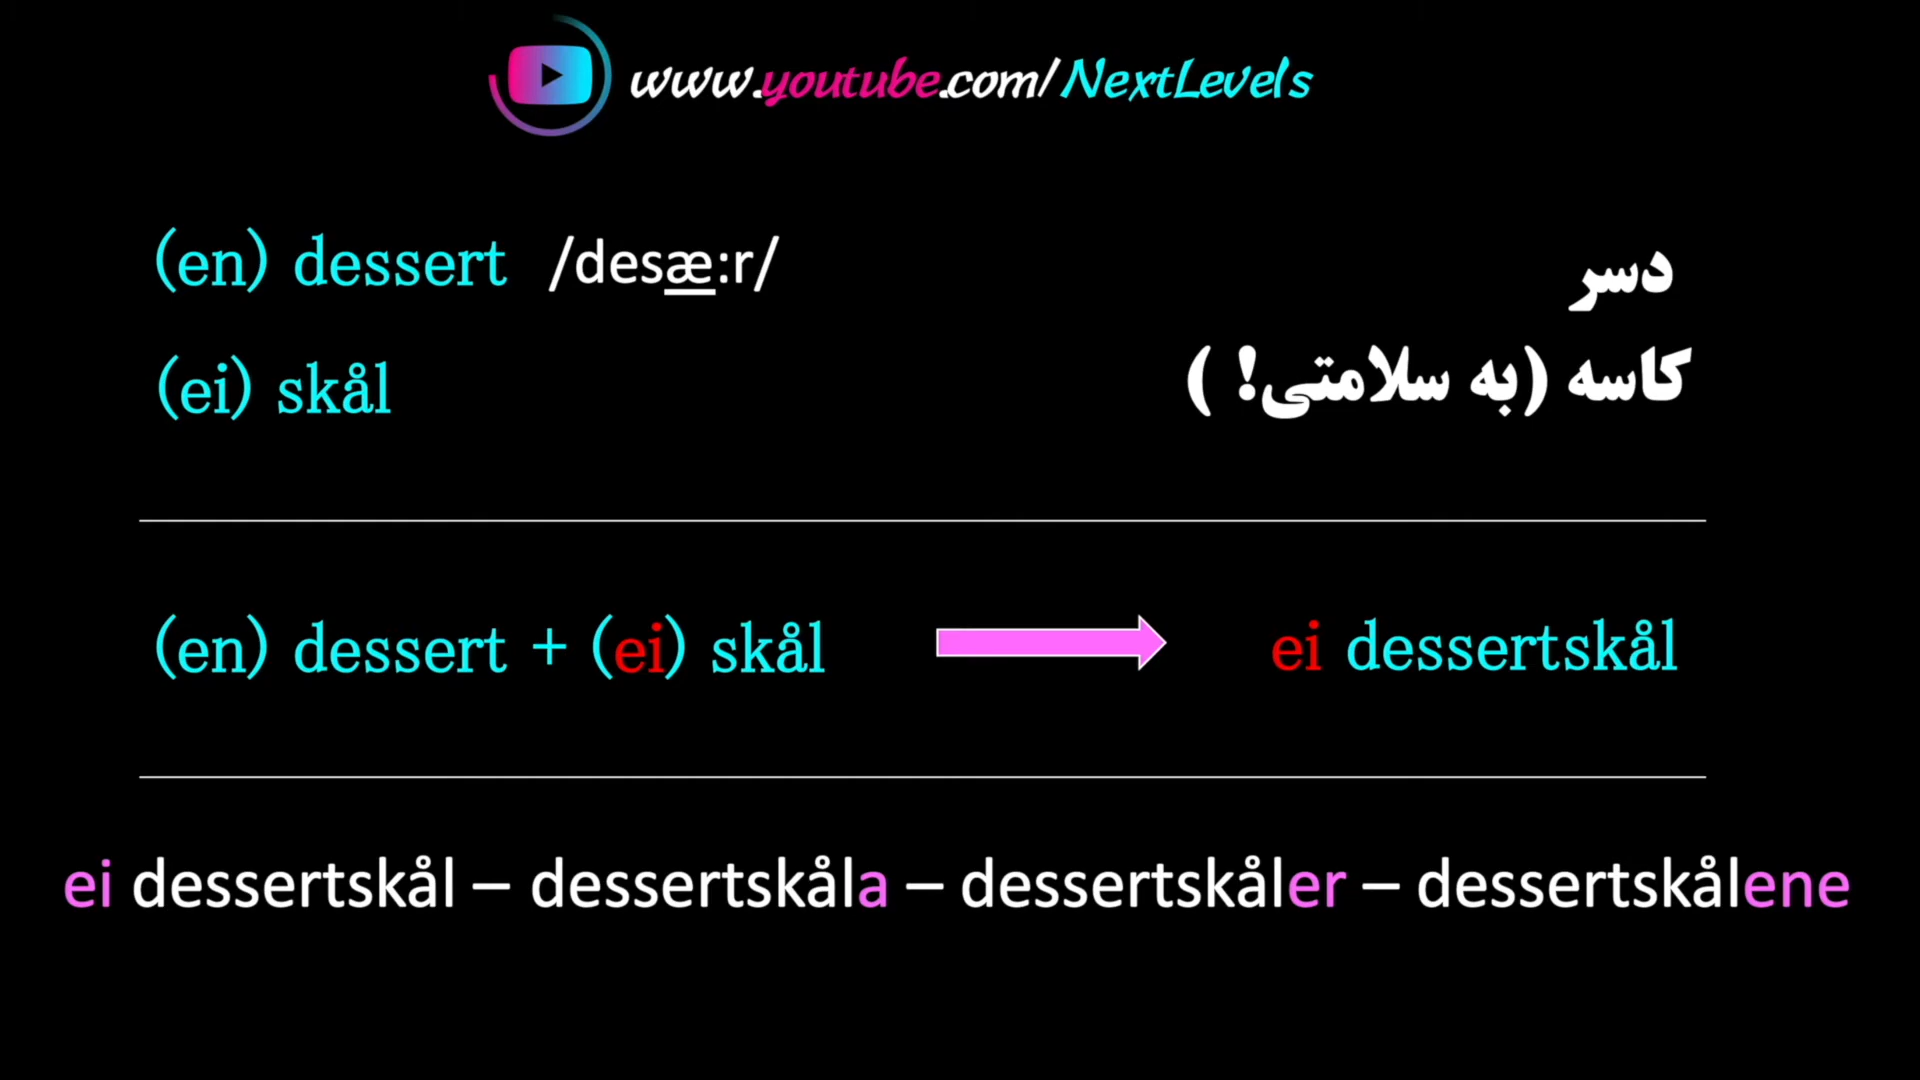 www.youtube.com/NextLevels
(en) dessert /desæ:r/ دسر
(ei) skål کاسه (به سلامتی! )
(en) dessert + (ei) skål ei dessertskål
ei dessertskål – dessertskåla – dessertskåler – dessertskålene